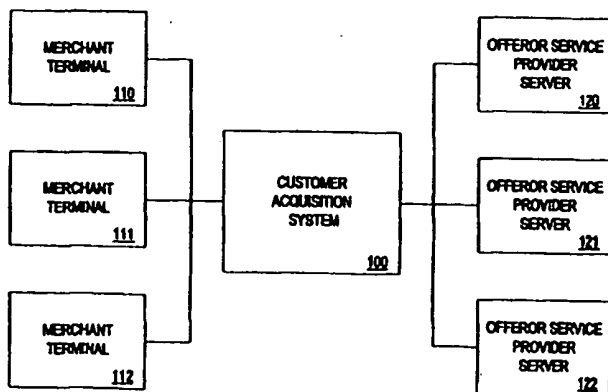 MERCHANT
TERMINAL
110
MERCHANT
TERMINAL
111
MERCHANT
TERMINAL
112
CUSTOMER
ACQUISITION
SYSTEM
100
OFFEROR SERVICE
PROVIDER
SERVER
120
OFFEROR SERVICE
PROVIDER
SERVER
121
OFFEROR SERVICE
PROVIDER
SERVER
122